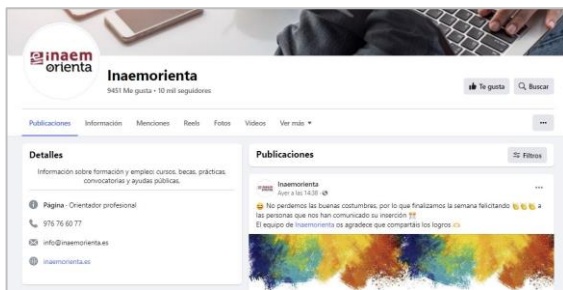 inaem
orienta
Inaemorienta
9451 Me gusta • 10 mil seguidores
Te gusta
Buscar
Publicaciones Información Menciones Reels Fotos Videos Ver más
Detalles
Información sobre formación y empleo: cursos, becas, prácticas,
convocatorias y ayudas públicas.
Página · Orientador profesional
976 76 60 77
info@inaemorienta.es
inaemorienta.es
Publicaciones
Filtros
Inaemorienta
Ayer a las 14:36
😄 No perdemos las buenas costumbres, por lo que finalizamos la semana felicitando 👏👏👏 a
las personas que nos han comunicado su inserción
El equipo de Inaemorienta os agradece que compartáis los logros